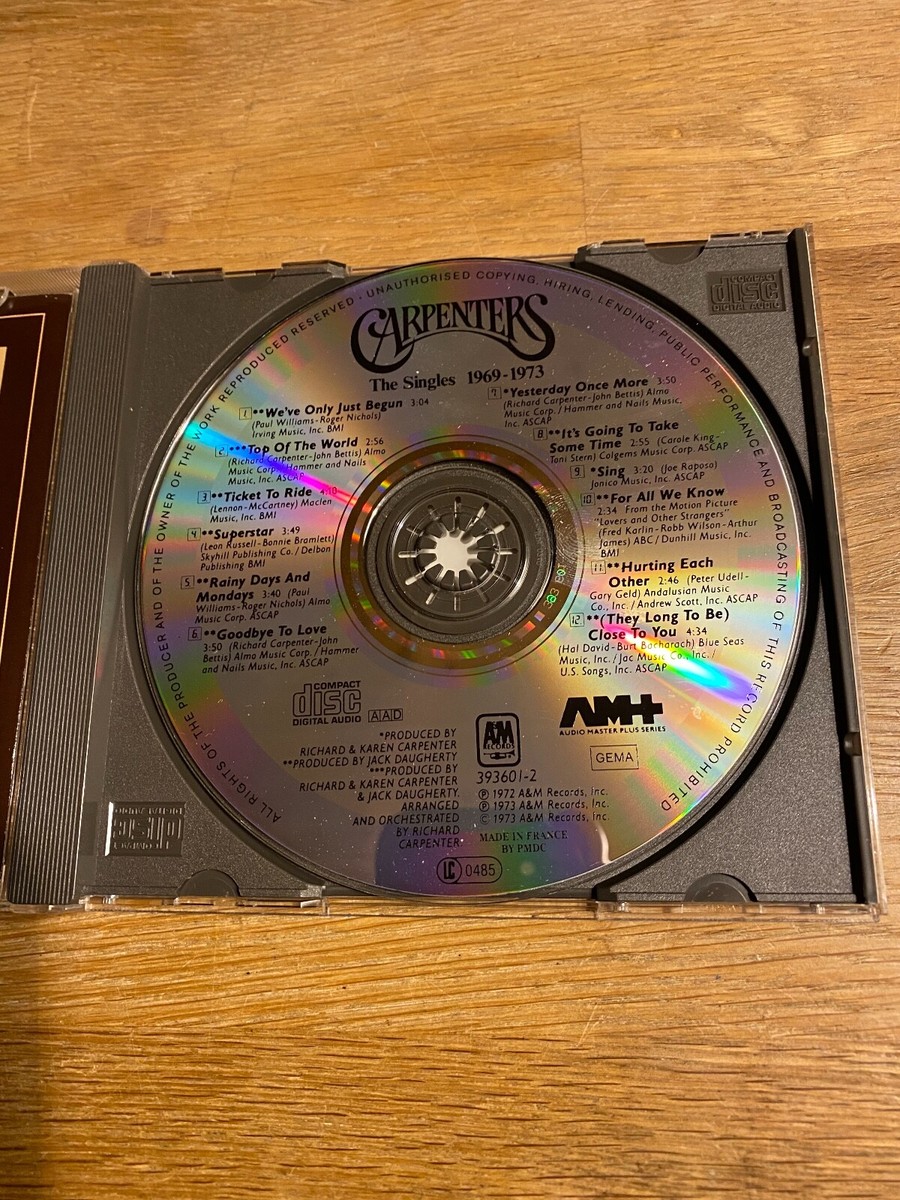 ALL RIGHTS OF THE PRODUCER AND OF THE OWNER OF THE WORK REPRODUCED RESERVED · UNAUTHORISED COPYING, HIRING, LENDING, PUBLIC PERFORMANCE AND BROADCASTING OF THIS RECORD PROHIBITED
CARPENTERS
The Singles 1969-1973
1 **We've Only Just Begun 3:04
(Paul Williams-Roger Nichols)
Irving Music, Inc. BMI
2 ***Top Of The World 2:56
(Richard Carpenter-John Bettis) Almo
Music Corp./Hammer and Nails
Music, Inc. ASCAP
3 **Ticket To Ride 4:10
(Lennon-McCartney) Maclen
Music, Inc. BMI
4 **Superstar 3:49
(Leon Russell-Bonnie Bramlett)
Skyhill Publishing Co./Delbon
Publishing BMI
5 **Rainy Days And
Mondays 3:40 (Paul
Williams-Roger Nichols) Almo
Music Corp. ASCAP
6 **Goodbye To Love
3:50 (Richard Carpenter-John
Bettis) Almo Music Corp./Hammer
and Nails Music, Inc. ASCAP
7 *Yesterday Once More 3:50
(Richard Carpenter-John Bettis) Almo
Music Corp./Hammer and Nails Music,
Inc. ASCAP
8 **It's Going To Take
Some Time 2:55 (Carole King-
Toni Stern) Colgems Music Corp. ASCAP
9 *Sing 3:20 (Joe Raposo)
Jonico Music, Inc. ASCAP
10 **For All We Know
2:34 From the Motion Picture
"Lovers and Other Strangers"
(Fred Karlin-Robb Wilson-Arthur
James) ABC/Dunhill Music, Inc.
BMI
11 **Hurting Each
Other 2:46 (Peter Udell-
Gary Geld) Andalusian Music
Co., Inc./Andrew Scott, Inc. ASCAP
12 **(They Long To Be)
Close To You 4:34
(Hal David-Burt Bacharach) Blue Seas
Music, Inc./Jac Music Co., Inc./
U.S. Songs, Inc. ASCAP
COMPACT
disc
DIGITAL AUDIO
AAD
*PRODUCED BY
RICHARD & KAREN CARPENTER
**PRODUCED BY JACK DAUGHERTY
***PRODUCED BY
RICHARD & KAREN CARPENTER
& JACK DAUGHERTY.
ARRANGED
AND ORCHESTRATED
BY RICHARD
CARPENTER
A&M
RECORDS
393601-2
℗ 1972 A&M Records, Inc.
℗ 1973 A&M Records, Inc.
© 1973 A&M Records, Inc.
MADE IN FRANCE
BY PMDC
AM+
AUDIO MASTER PLUS SERIES
GEMA
LC 0485
COMPACT
disc
DIGITAL AUDIO
COMPACT
disc
DIGITAL AUDIO